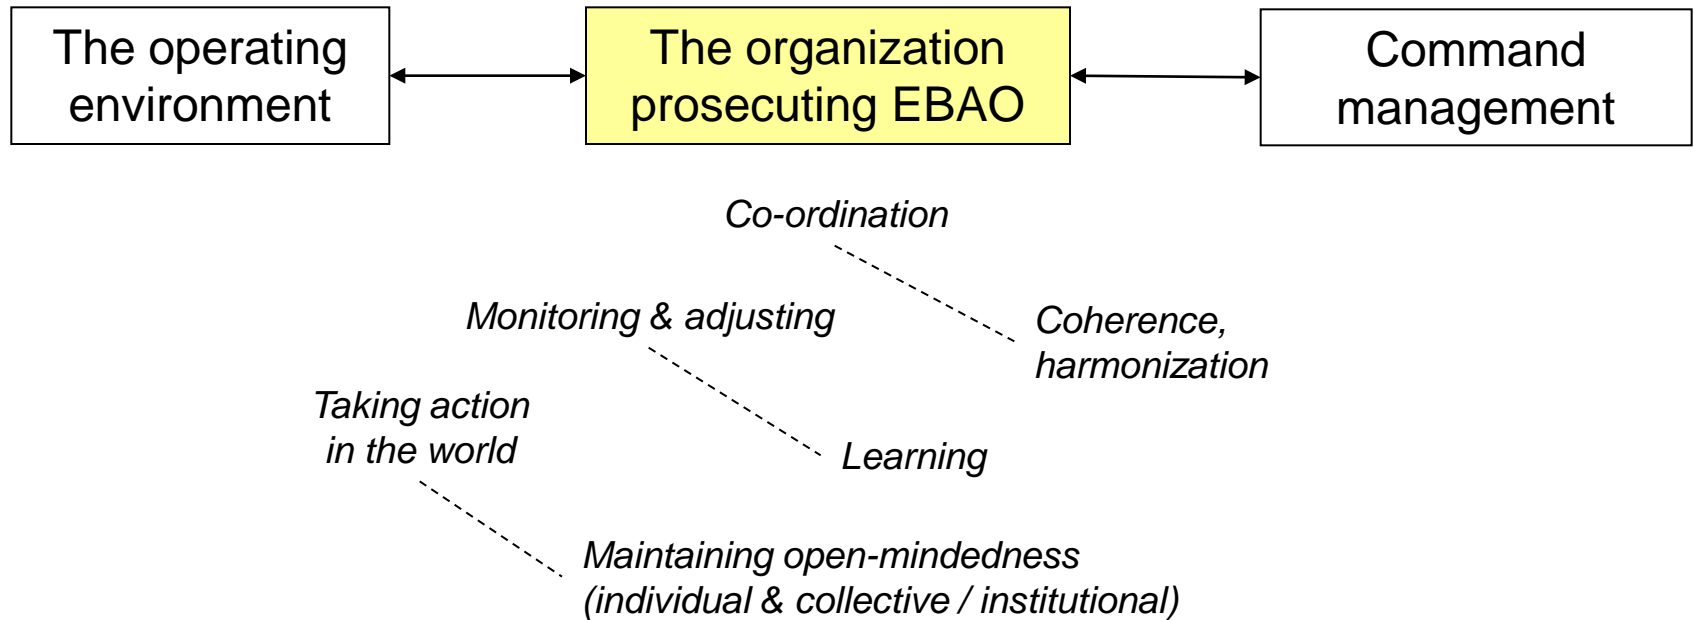 The operating
environment
The organization
prosecuting EBAO
Command
management
Co-ordination
Monitoring & adjusting
Coherence,
harmonization
Taking action
in the world
Learning
Maintaining open-mindedness
(individual & collective / institutional)